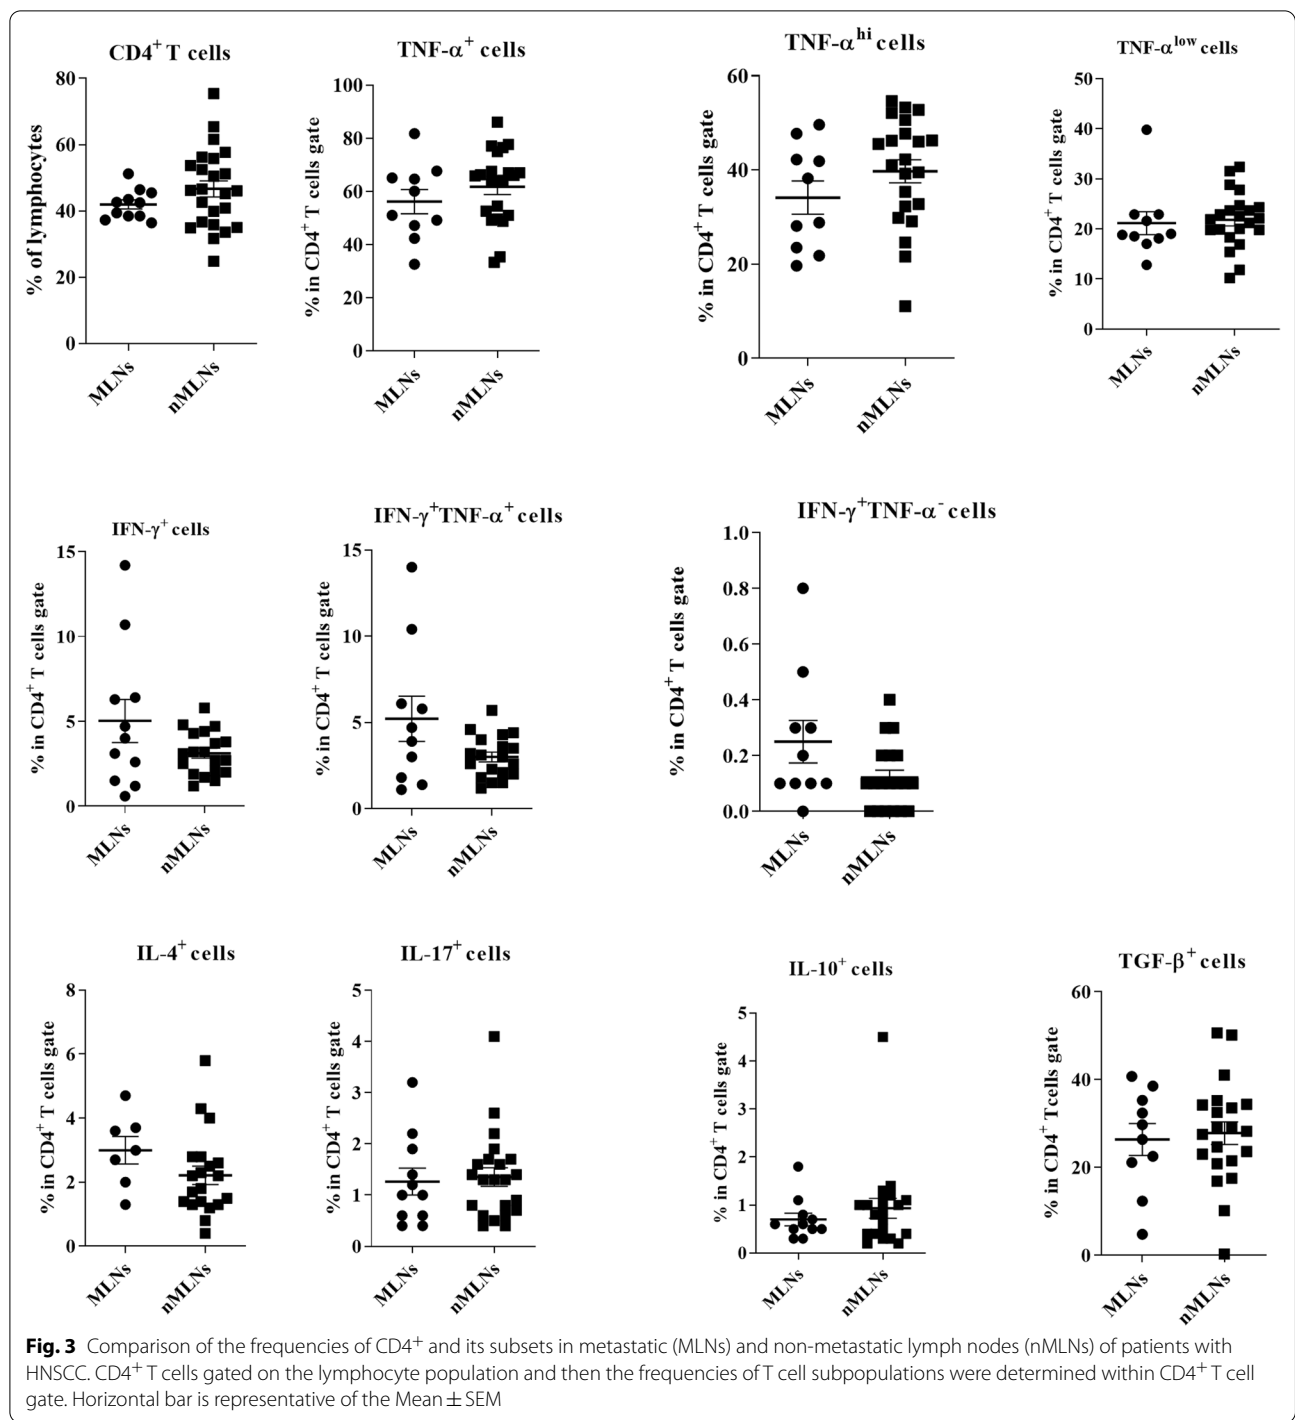 CD4+ T cells
% of lymphocytes
80
60
40
20
0
MLNs
nMLNs
TNF-α+ cells
% in CD4+ T cells gate
100
80
60
40
20
0
MLNs
nMLNs
TNF-αhi cells
% in CD4+ T cells gate
60
40
20
0
MLNs
nMLNs
TNF-αlow cells
% in CD4+ T cells gate
50
40
30
20
10
0
MLNs
nMLNs
IFN-γ+ cells
% in CD4+ T cells gate
15
10
5
0
MLNs
nMLNs
IFN-γ+TNF-α+ cells
% in CD4+ T cells gate
15
10
5
0
MLNs
nMLNs
IFN-γ+TNF-α- cells
% in CD4+ T cells gate
1.0
0.8
0.6
0.4
0.2
0.0
MLNs
nMLNs
IL-4+ cells
% in CD4+ T cells gate
8
6
4
2
0
MLNs
nMLNs
IL-17+ cells
% in CD4+ T cells gate
5
4
3
2
1
0
MLNs
nMLNs
IL-10+ cells
% in CD4+ T cells gate
5
4
3
2
1
0
MLNs
nMLNs
TGF-β+ cells
% in CD4+ Tcells gate
60
40
20
0
MLNs
nMLNs
Fig. 3 Comparison of the frequencies of CD4+ and its subsets in metastatic (MLNs) and non-metastatic lymph nodes (nMLNs) of patients with
HNSCC. CD4+ T cells gated on the lymphocyte population and then the frequencies of T cell subpopulations were determined within CD4+ T cell
gate. Horizontal bar is representative of the Mean ± SEM